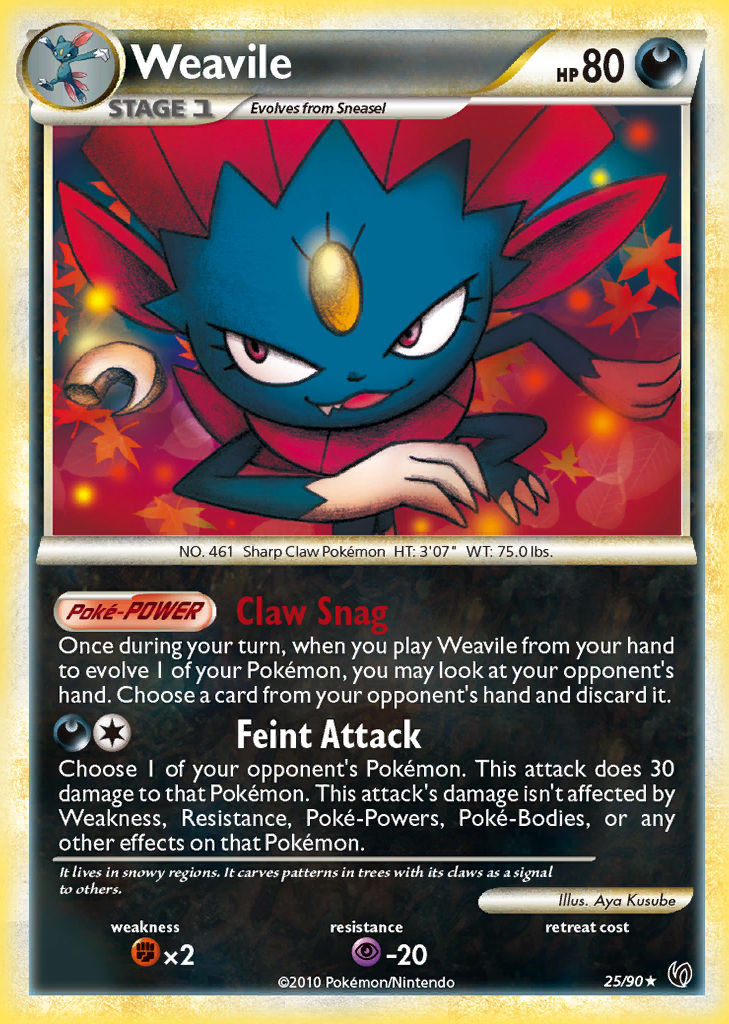 Weavile
HP 80
STAGE 1
Evolves from Sneasel
NO. 461 Sharp Claw Pokémon HT: 3'07" WT: 75.0 lbs.
Poké-POWER Claw Snag
Once during your turn, when you play Weavile from your hand
to evolve 1 of your Pokémon, you may look at your opponent's
hand. Choose a card from your opponent's hand and discard it.
Feint Attack
Choose 1 of your opponent's Pokémon. This attack does 30
damage to that Pokémon. This attack's damage isn't affected by
Weakness, Resistance, Poké-Powers, Poké-Bodies, or any
other effects on that Pokémon.
It lives in snowy regions. It carves patterns in trees with its claws as a signal
to others.
Illus. Aya Kusube
weakness resistance retreat cost
×2 -20
©2010 Pokémon/Nintendo 25/90★